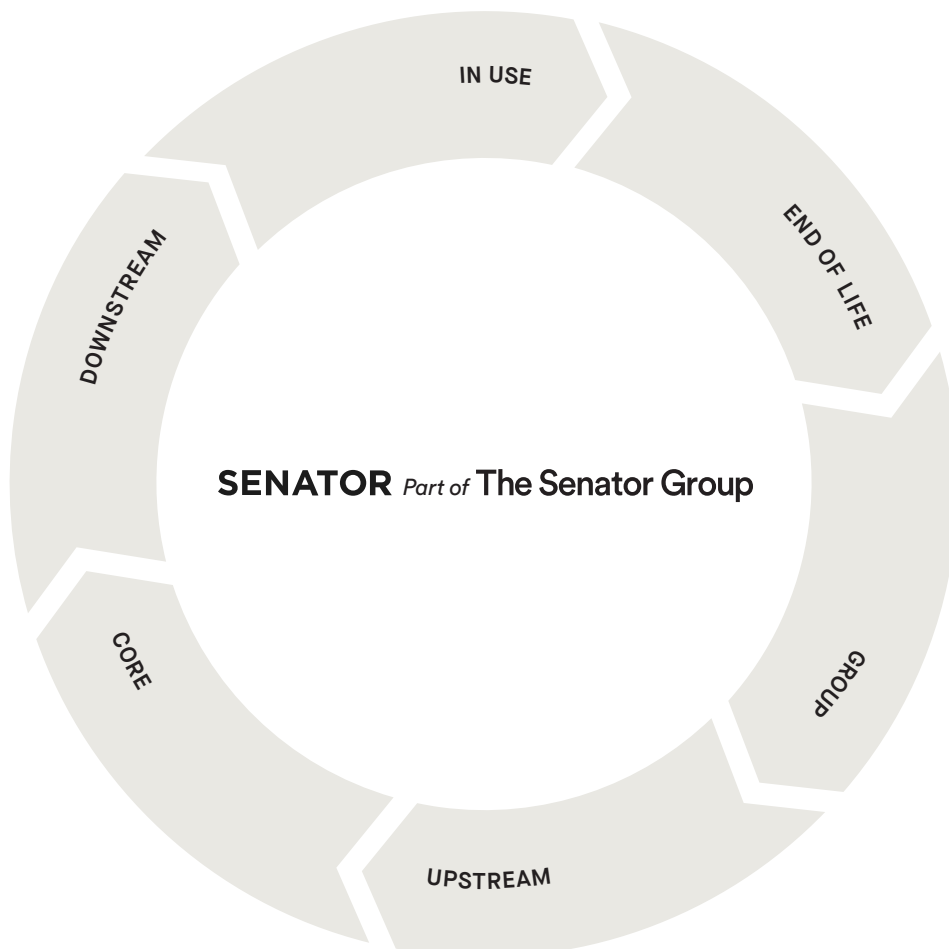 IN USE
END OF LIFE
GROUP
UPSTREAM
CORE
DOWNSTREAM
SENATOR Part of The Senator Group